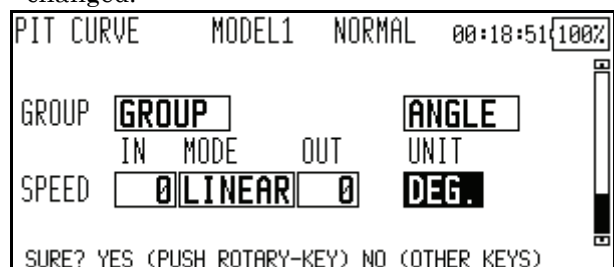 changed.
PIT CURVE MODEL1 NORMAL 00:18:51 100%
GROUP GROUP ANGLE
IN MODE OUT UNIT
SPEED 0 LINEAR 0 DEG.
SURE? YES (PUSH ROTARY-KEY) NO (OTHER KEYS)